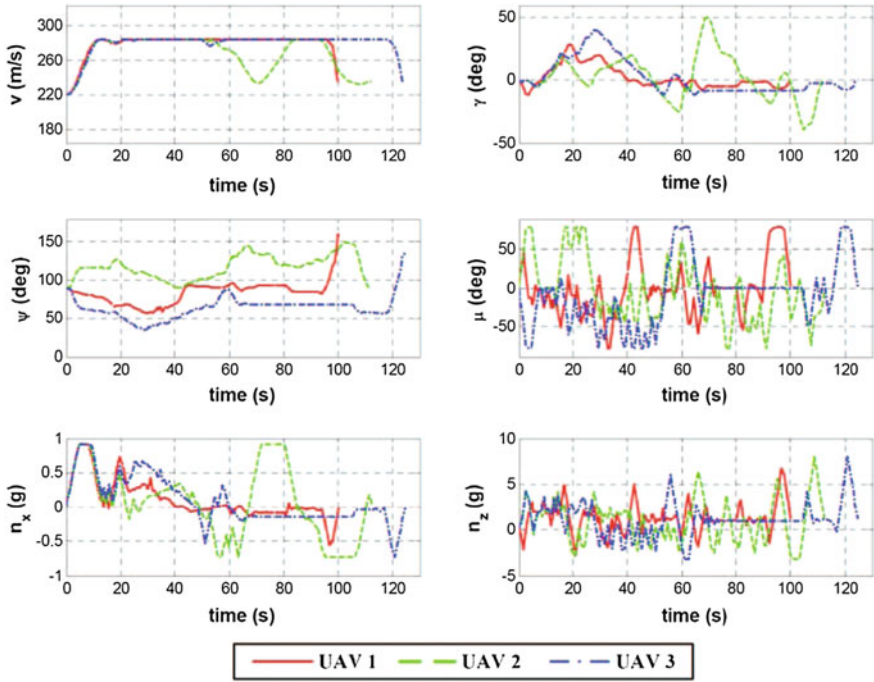 300
260
220
180
v (m/s)
0 20 40 60 80 100 120
time (s)
50
0
-50
γ (deg)
0 20 40 60 80 100 120
time (s)
150
100
50
0
ψ (deg)
0 20 40 60 80 100 120
time (s)
50
0
-50
μ (deg)
0 20 40 60 80 100 120
time (s)
1
0.5
0
-0.5
-1
n_x (g)
0 20 40 60 80 100 120
time (s)
10
5
0
-5
n_z (g)
0 20 40 60 80 100 120
time (s)
UAV 1 UAV 2 UAV 3